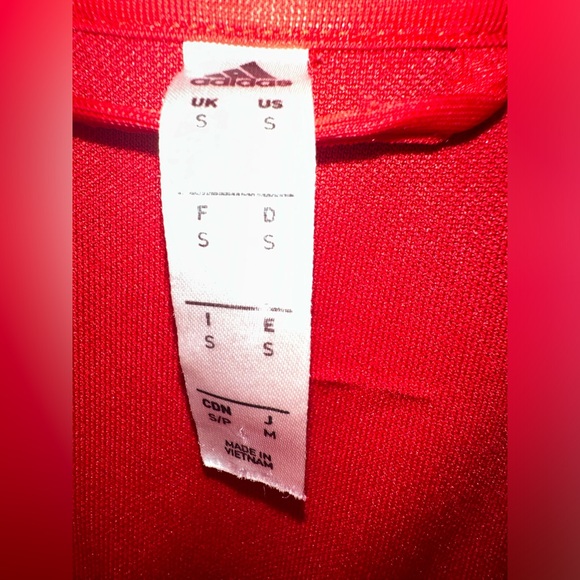 adidas
UK US
S S
F D
S S
I E
S S
CDN J
S/P M
MADE IN
VIETNAM